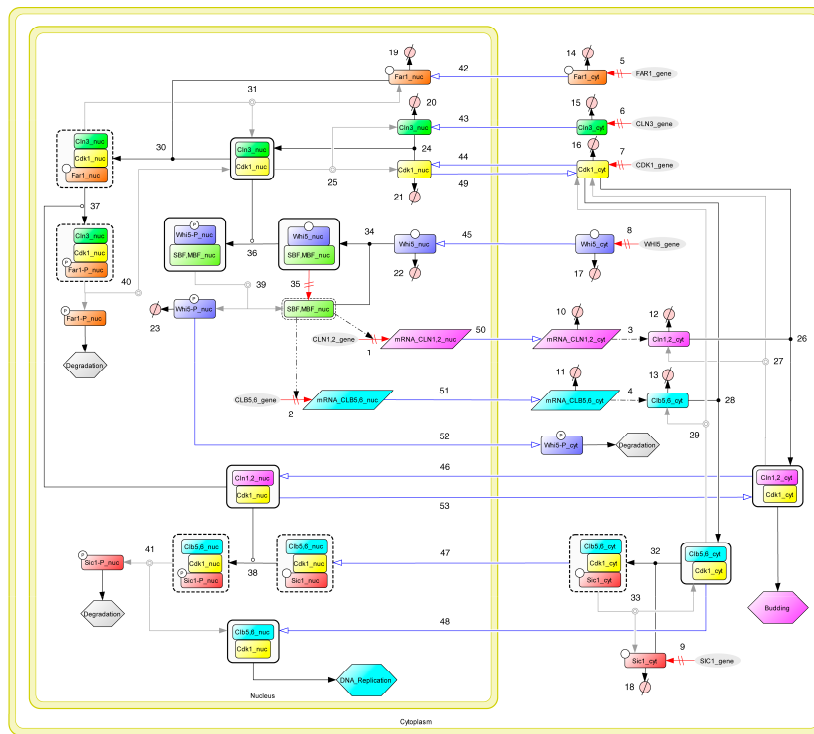 19
42
14
5
Far1_nuc
Far1_cyt
FAR1_gene
31
20
15
6
Cln3_nuc
43
Cln3_cyt
CLN3_gene
30
Cln3_nuc
Cdk1_nuc
Far1_nuc
Cln3_nuc
Cdk1_nuc
24
16
7
25
Cdk1_nuc
44
49
Cdk1_cyt
CDK1_gene
21
37
P
Whi5-P_nuc
SBF,MBF_nuc
Whi5_nuc
SBF,MBF_nuc
34
Whi5_nuc
45
Whi5_cyt
8
WHI5_gene
Cln3_nuc
Cdk1_nuc
P
Far1-P_nuc
36
22
17
40
39
35
P
Far1-P_nuc
P
Whi5-P_nuc
23
SBF,MBF_nuc
10
12
CLN1,2_gene
1
mRNA_CLN1,2_nuc
50
mRNA_CLN1,2_cyt
3
Cln1,2_cyt
26
Degradation
27
11
13
CLB5,6_gene
2
mRNA_CLB5,6_nuc
51
mRNA_CLB5,6_cyt
4
Clb5,6_cyt
28
29
52
P
Whi5-P_cyt
Degradation
Cln1,2_nuc
Cdk1_nuc
46
53
Cln1,2_cyt
Cdk1_cyt
P
Sic1-P_nuc
41
Clb5,6_nuc
Cdk1_nuc
P
Sic1-P_nuc
38
Clb5,6_nuc
Cdk1_nuc
Sic1_nuc
47
Clb5,6_cyt
Cdk1_cyt
Sic1_cyt
32
Clb5,6_cyt
Cdk1_cyt
33
Degradation
Budding
48
Clb5,6_nuc
Cdk1_nuc
9
Sic1_cyt
SIC1_gene
DNA_Replication
18
Nucleus
Cytoplasm